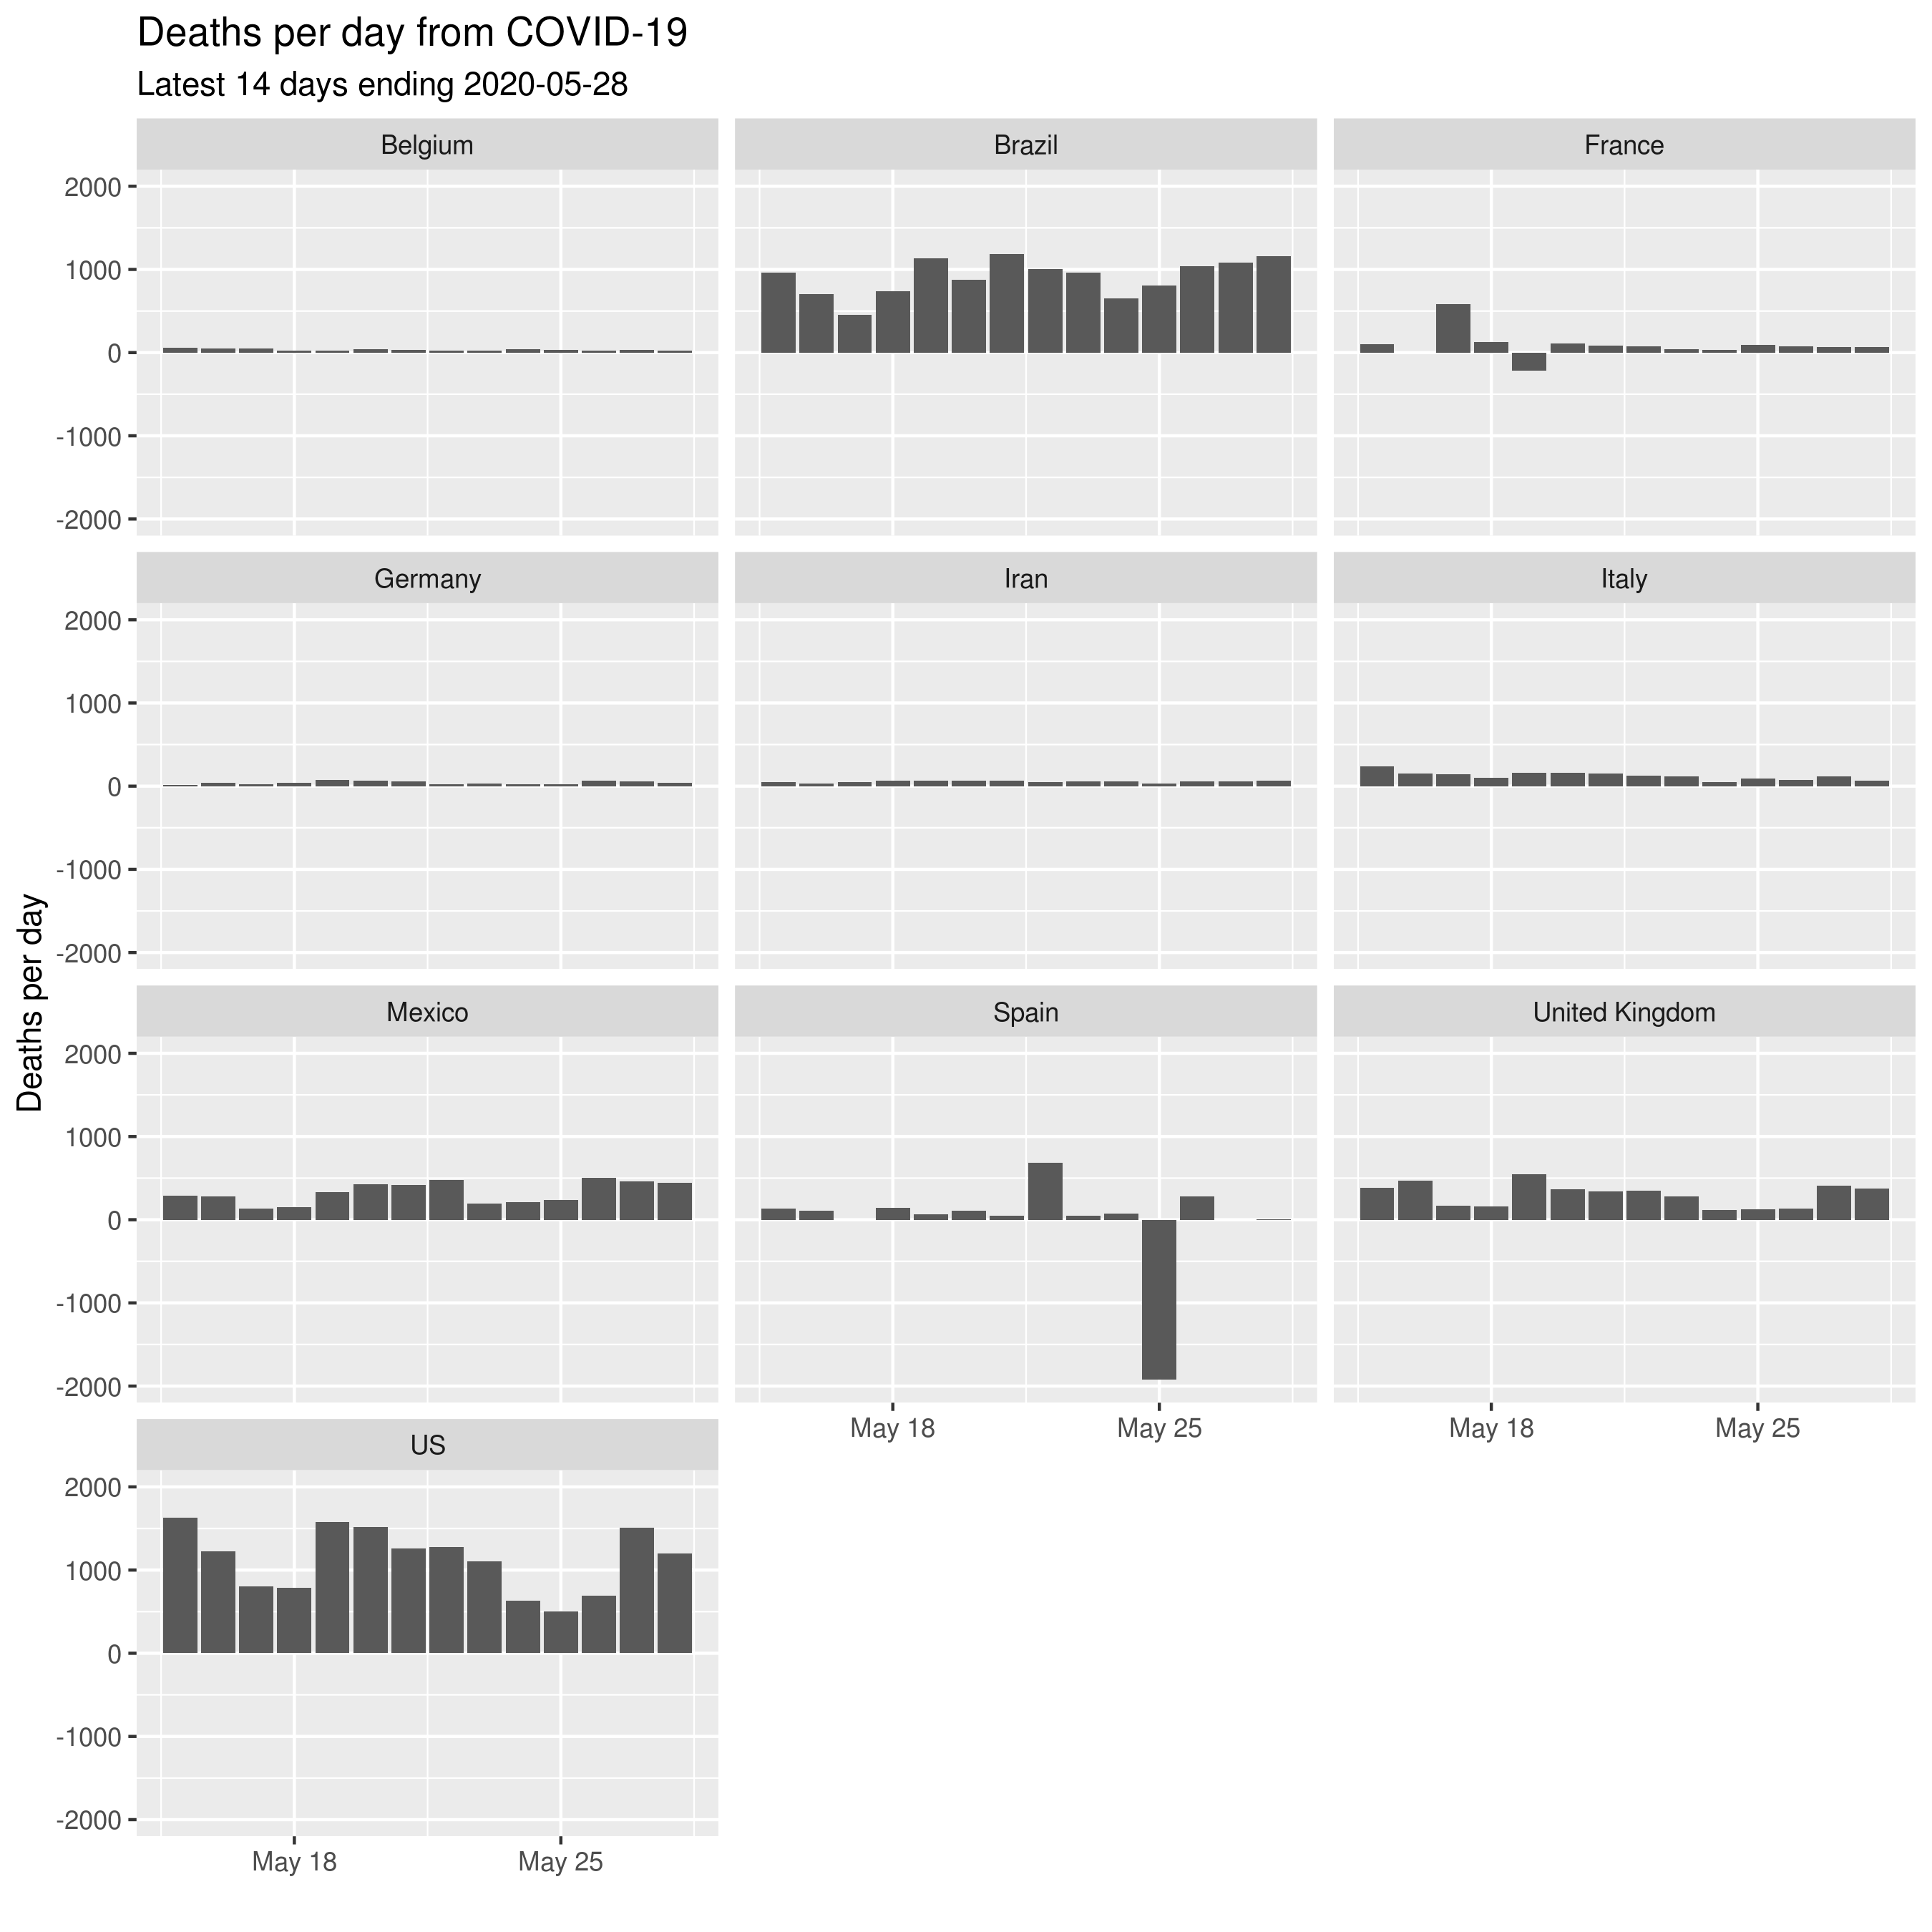 Deaths per day from COVID-19
Latest 14 days ending 2020-05-28
Belgium
Brazil
France
2000
1000
0
-1000
-2000
Germany
Iran
Italy
2000
1000
0
-1000
-2000
Deaths per day
Mexico
Spain
United Kingdom
2000
1000
0
-1000
-2000
May 18
May 25
May 18
May 25
US
2000
1000
0
-1000
-2000
May 18
May 25